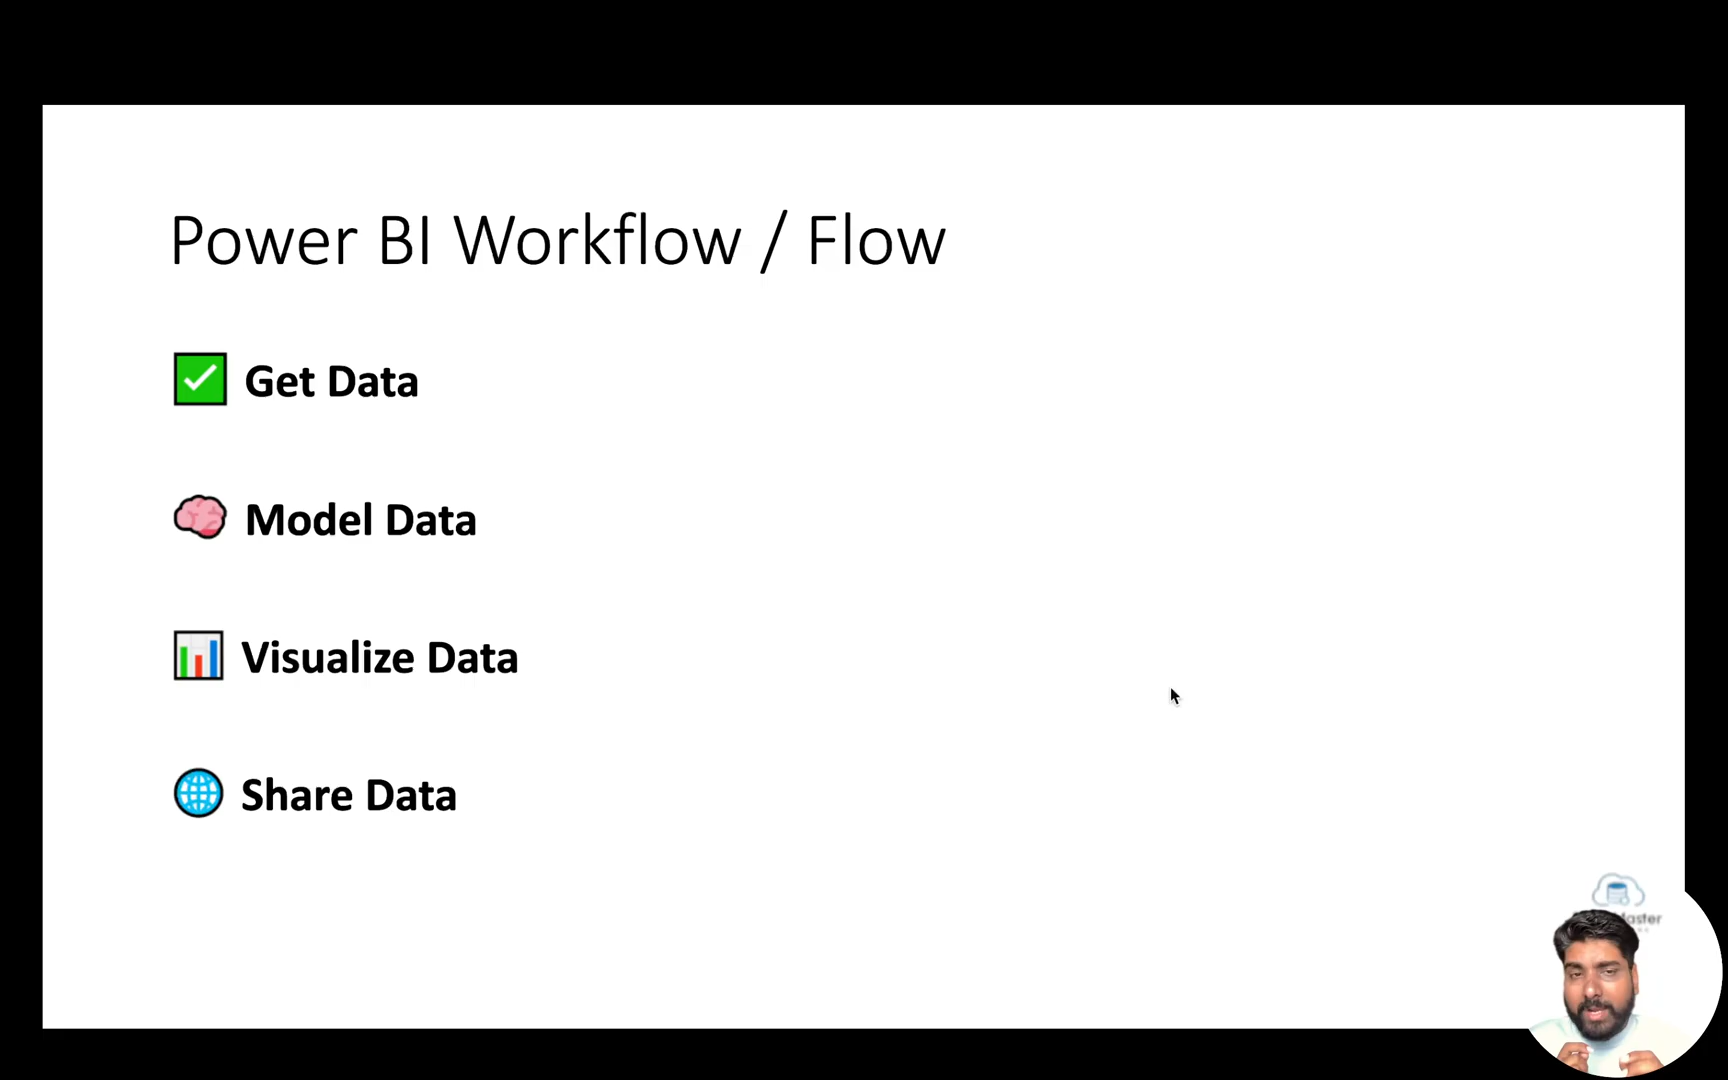 Power BI Workflow / Flow
Get Data
Model Data
Visualize Data
Share Data